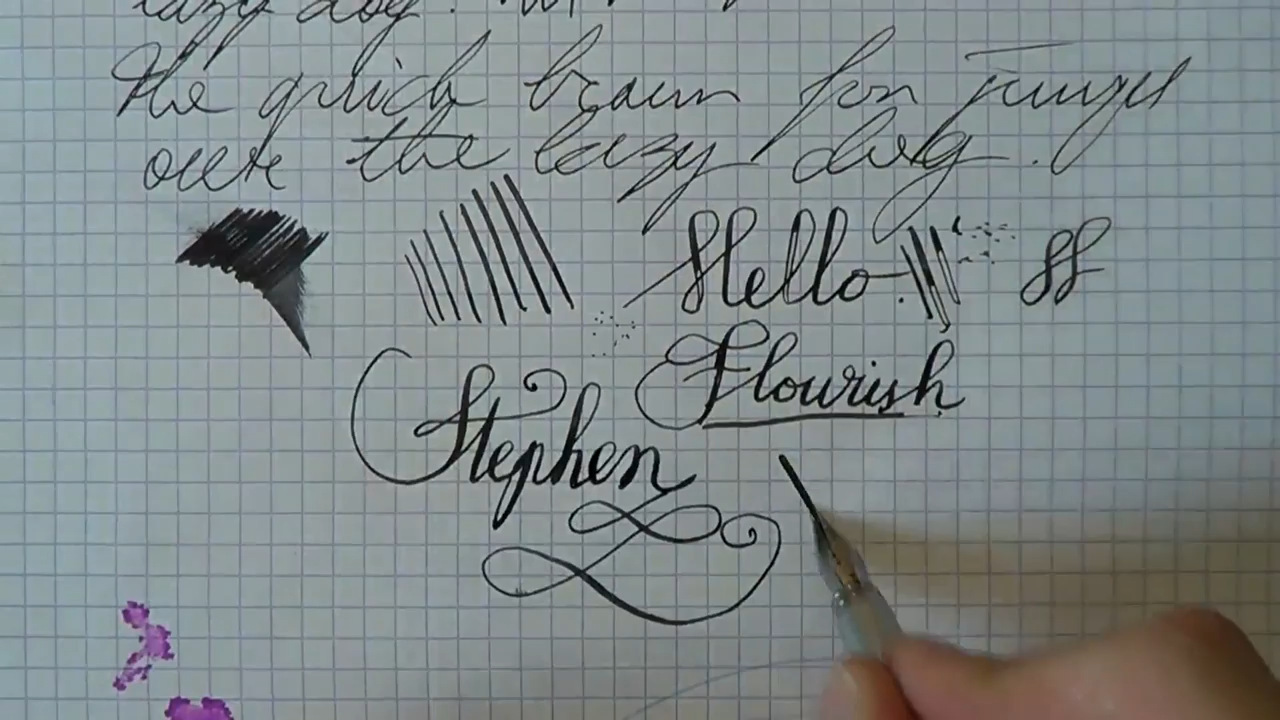 lazy dog.
the quick brown fox jumps
over the lazy dog.
Hello
Flourish
Stephen